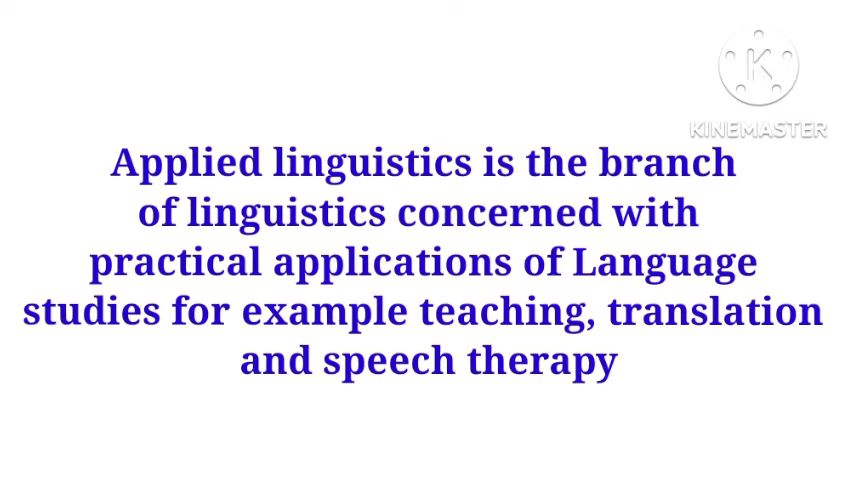 KINEMASTER
Applied linguistics is the branch
of linguistics concerned with
practical applications of Language
studies for example teaching, translation
and speech therapy